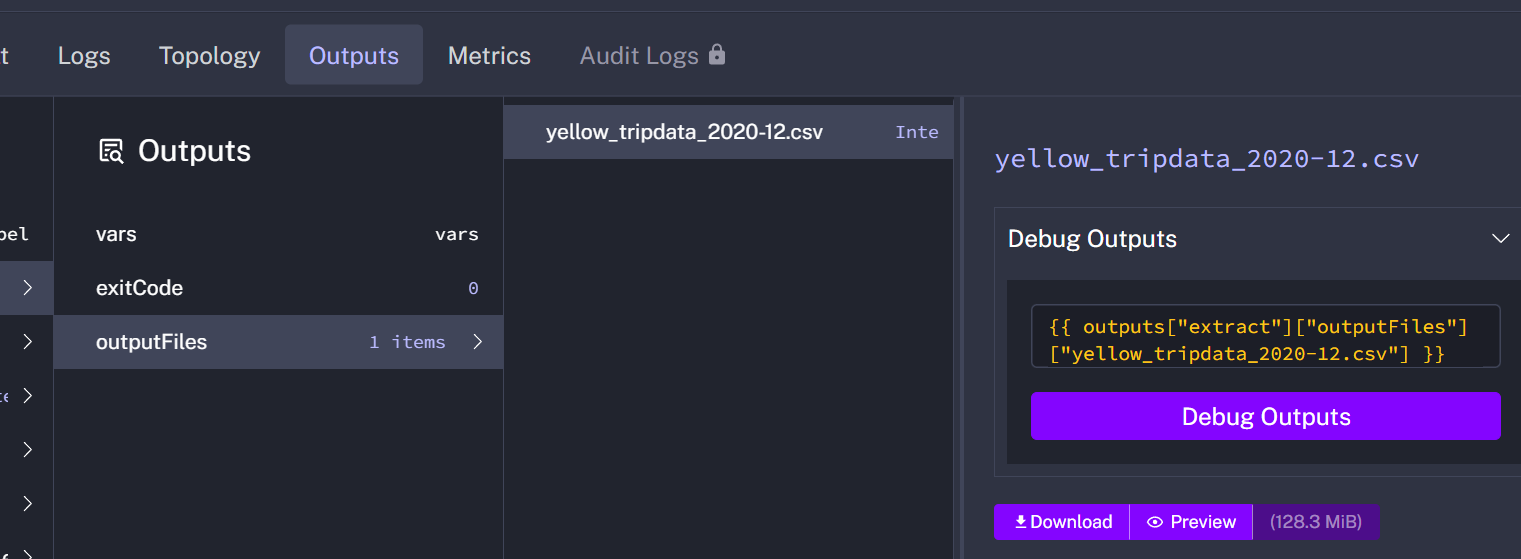 Logs Topology Outputs Metrics Audit Logs
Outputs
yellow_tripdata_2020-12.csv Inte
vars vars
exitCode 0
outputFiles 1 items
yellow_tripdata_2020-12.csv
Debug Outputs
{{ outputs["extract"]["outputFiles"]
["yellow_tripdata_2020-12.csv"] }}
Debug Outputs
Download Preview (128.3 MiB)